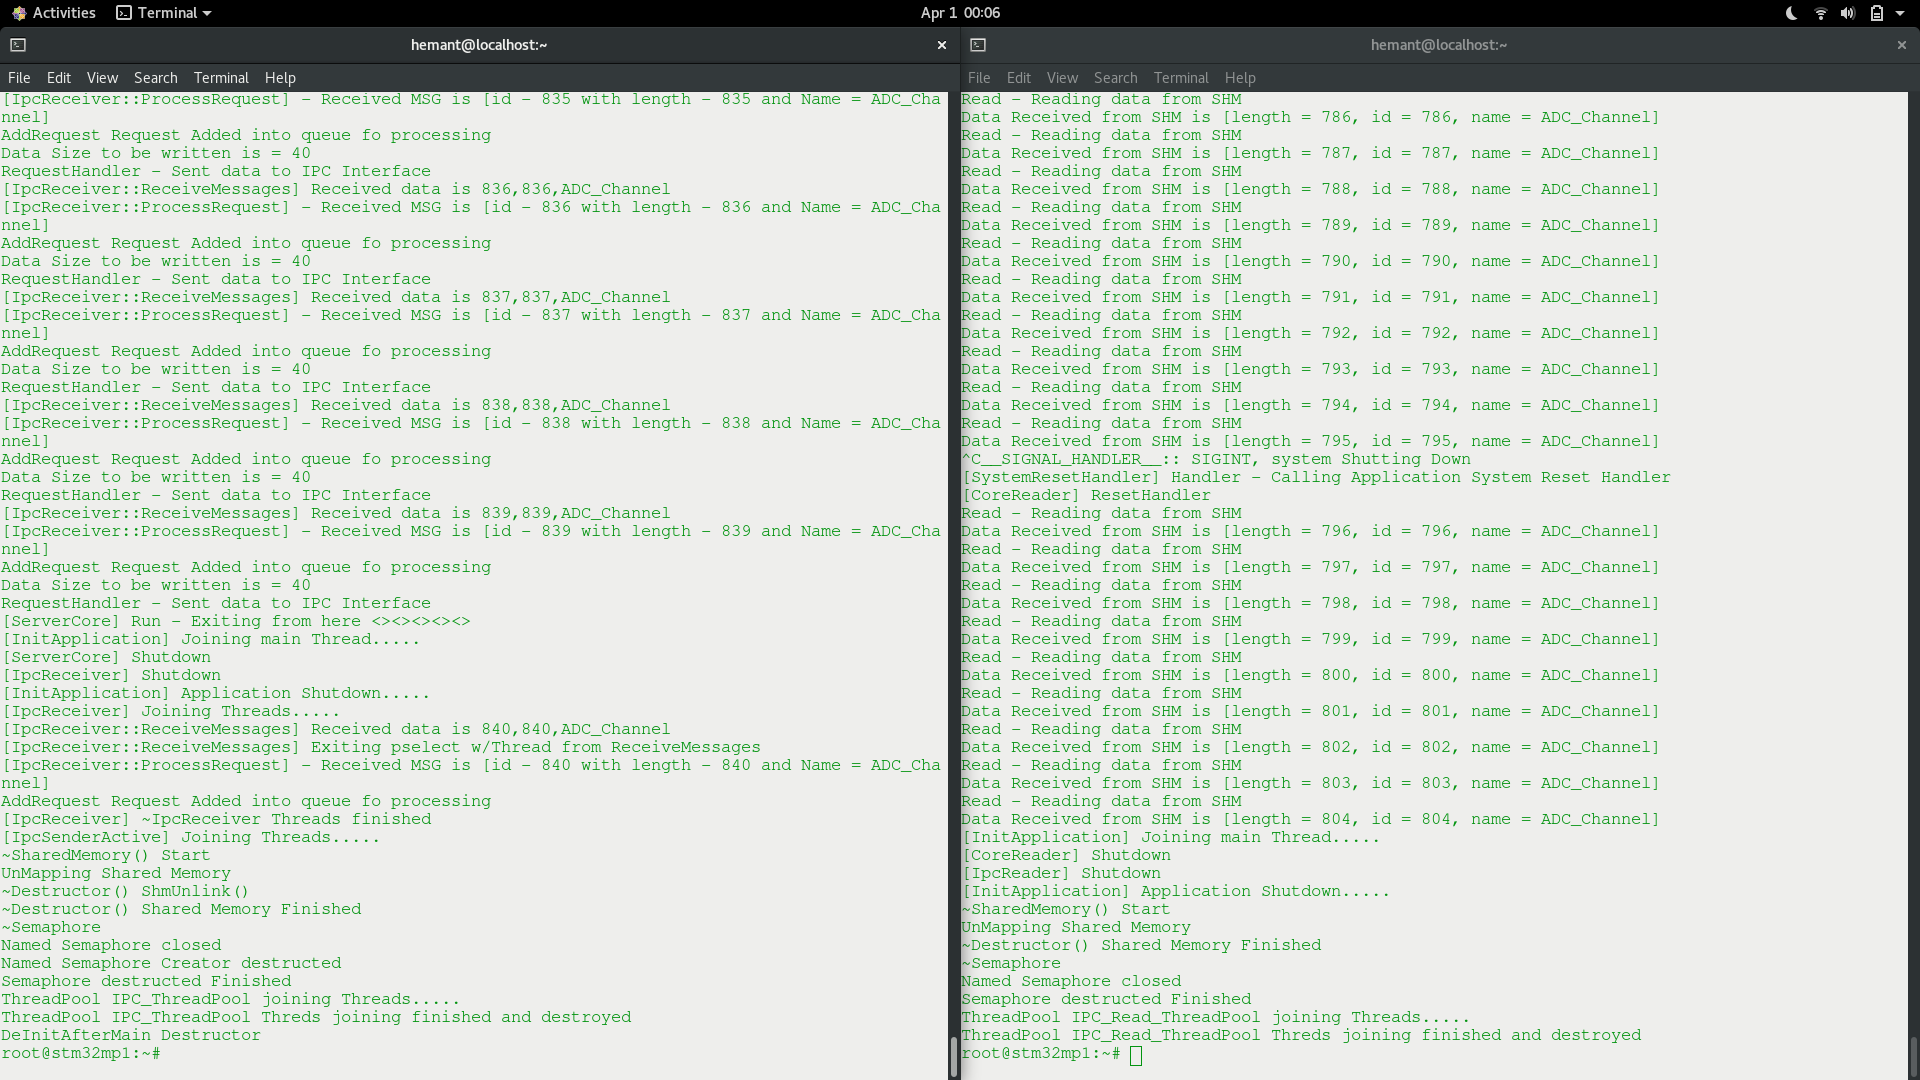 Activities Terminal Apr 1 00:06
hemant@localhost:~
File Edit View Search Terminal Help
[IpcReceiver::ProcessRequest] - Received MSG is [id - 835 with length - 835 and Name = ADC_Cha
nnel]
AddRequest Request Added into queue fo processing
Data Size to be written is = 40
RequestHandler - Sent data to IPC Interface
[IpcReceiver::ReceiveMessages] Received data is 836,836,ADC_Channel
[IpcReceiver::ProcessRequest] - Received MSG is [id - 836 with length - 836 and Name = ADC_Cha
nnel]
AddRequest Request Added into queue fo processing
Data Size to be written is = 40
RequestHandler - Sent data to IPC Interface
[IpcReceiver::ReceiveMessages] Received data is 837,837,ADC_Channel
[IpcReceiver::ProcessRequest] - Received MSG is [id - 837 with length - 837 and Name = ADC_Cha
nnel]
AddRequest Request Added into queue fo processing
Data Size to be written is = 40
RequestHandler - Sent data to IPC Interface
[IpcReceiver::ReceiveMessages] Received data is 838,838,ADC_Channel
[IpcReceiver::ProcessRequest] - Received MSG is [id - 838 with length - 838 and Name = ADC_Cha
nnel]
AddRequest Request Added into queue fo processing
Data Size to be written is = 40
RequestHandler - Sent data to IPC Interface
[IpcReceiver::ReceiveMessages] Received data is 839,839,ADC_Channel
[IpcReceiver::ProcessRequest] - Received MSG is [id - 839 with length - 839 and Name = ADC_Cha
nnel]
AddRequest Request Added into queue fo processing
Data Size to be written is = 40
RequestHandler - Sent data to IPC Interface
[ServerCore] Run - Exiting from here <><><><><>
[InitApplication] Joining main Thread.....
[ServerCore] Shutdown
[IpcReceiver] Shutdown
[InitApplication] Application Shutdown.....
[IpcReceiver] Joining Threads.....
[IpcReceiver::ReceiveMessages] Received data is 840,840,ADC_Channel
[IpcReceiver::ReceiveMessages] Exiting pselect w/Thread from ReceiveMessages
[IpcReceiver::ProcessRequest] - Received MSG is [id - 840 with length - 840 and Name = ADC_Cha
nnel]
AddRequest Request Added into queue fo processing
[IpcReceiver] ~IpcReceiver Threads finished
[IpcSenderActive] Joining Threads.....
~SharedMemory() Start
UnMapping Shared Memory
~Destructor() ShmUnlink()
~Destructor() Shared Memory Finished
~Semaphore
Named Semaphore closed
Named Semaphore Creator destructed
Semaphore destructed Finished
ThreadPool IPC_ThreadPool joining Threads.....
ThreadPool IPC_ThreadPool Threds joining finished and destroyed
DeInitAfterMain Destructor
root@stm32mp1:~#
hemant@localhost:~
File Edit View Search Terminal Help
Read - Reading data from SHM
Data Received from SHM is [length = 786, id = 786, name = ADC_Channel]
Read - Reading data from SHM
Data Received from SHM is [length = 787, id = 787, name = ADC_Channel]
Read - Reading data from SHM
Data Received from SHM is [length = 788, id = 788, name = ADC_Channel]
Read - Reading data from SHM
Data Received from SHM is [length = 789, id = 789, name = ADC_Channel]
Read - Reading data from SHM
Data Received from SHM is [length = 790, id = 790, name = ADC_Channel]
Read - Reading data from SHM
Data Received from SHM is [length = 791, id = 791, name = ADC_Channel]
Read - Reading data from SHM
Data Received from SHM is [length = 792, id = 792, name = ADC_Channel]
Read - Reading data from SHM
Data Received from SHM is [length = 793, id = 793, name = ADC_Channel]
Read - Reading data from SHM
Data Received from SHM is [length = 794, id = 794, name = ADC_Channel]
Read - Reading data from SHM
Data Received from SHM is [length = 795, id = 795, name = ADC_Channel]
^C__SIGNAL_HANDLER__:: SIGINT, system Shutting Down
[SystemResetHandler] Handler - Calling Application System Reset Handler
[CoreReader] ResetHandler
Read - Reading data from SHM
Data Received from SHM is [length = 796, id = 796, name = ADC_Channel]
Read - Reading data from SHM
Data Received from SHM is [length = 797, id = 797, name = ADC_Channel]
Read - Reading data from SHM
Data Received from SHM is [length = 798, id = 798, name = ADC_Channel]
Read - Reading data from SHM
Data Received from SHM is [length = 799, id = 799, name = ADC_Channel]
Read - Reading data from SHM
Data Received from SHM is [length = 800, id = 800, name = ADC_Channel]
Read - Reading data from SHM
Data Received from SHM is [length = 801, id = 801, name = ADC_Channel]
Read - Reading data from SHM
Data Received from SHM is [length = 802, id = 802, name = ADC_Channel]
Read - Reading data from SHM
Data Received from SHM is [length = 803, id = 803, name = ADC_Channel]
Read - Reading data from SHM
Data Received from SHM is [length = 804, id = 804, name = ADC_Channel]
[InitApplication] Joining main Thread.....
[CoreReader] Shutdown
[IpcReader] Shutdown
[InitApplication] Application Shutdown.....
~SharedMemory() Start
UnMapping Shared Memory
~Destructor() Shared Memory Finished
~Semaphore
Named Semaphore closed
Semaphore destructed Finished
ThreadPool IPC_Read_ThreadPool joining Threads.....
ThreadPool IPC_Read_ThreadPool Threds joining finished and destroyed
root@stm32mp1:~#